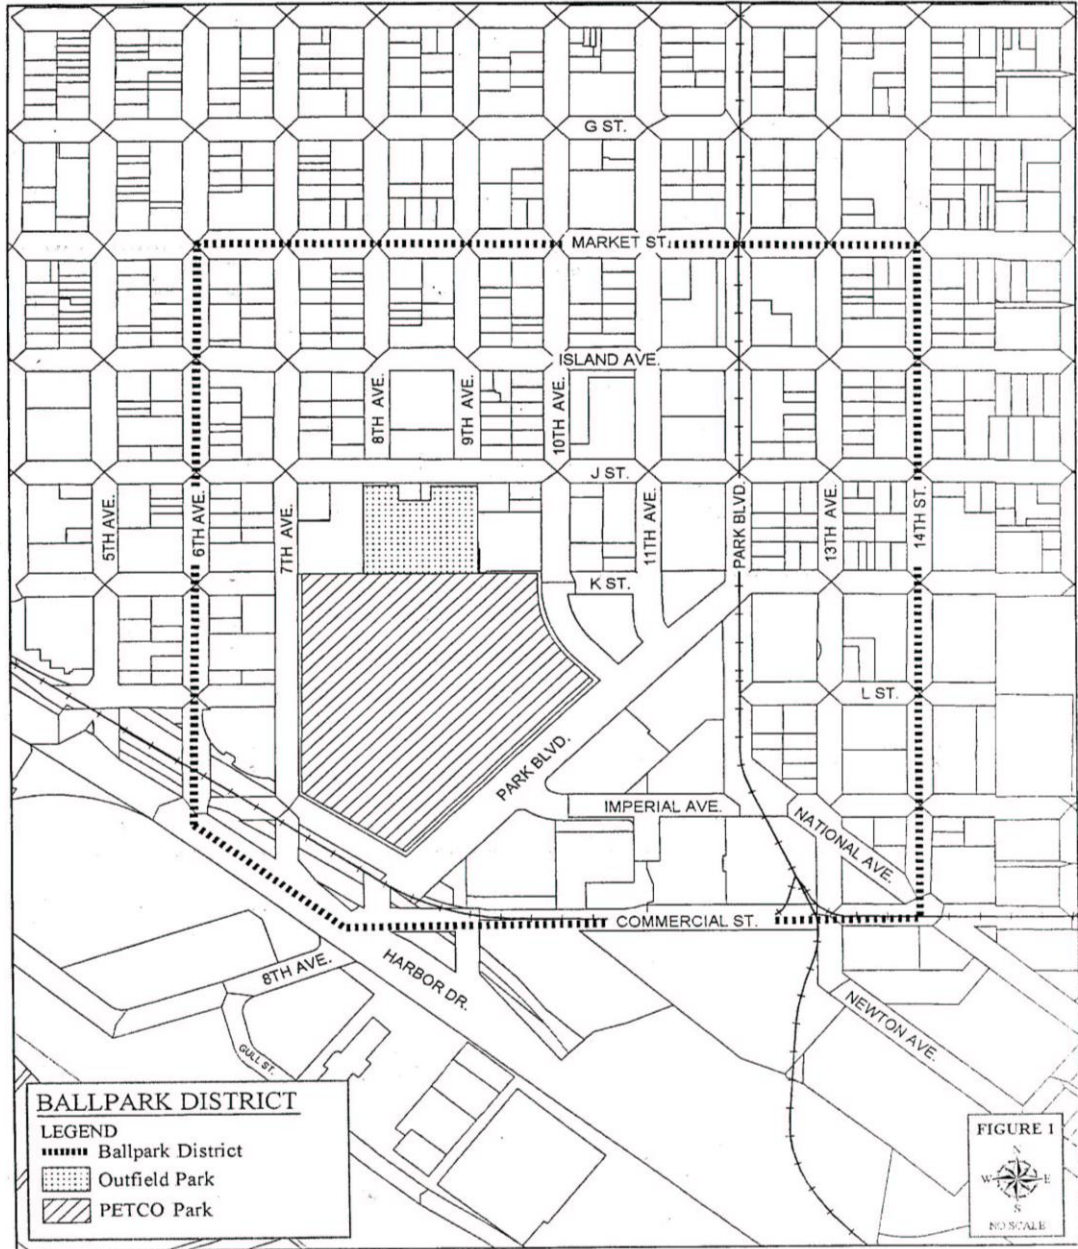 G ST.
MARKET ST.
ISLAND AVE.
8TH AVE.
9TH AVE.
10TH AVE.
J ST.
5TH AVE.
6TH AVE.
7TH AVE.
11TH AVE.
PARK BLVD.
13TH AVE.
14TH ST.
K ST.
L ST.
PARK BLVD.
IMPERIAL AVE.
NATIONAL AVE.
COMMERCIAL ST.
8TH AVE.
HARBOR DR.
NEWTON AVE.
GULL ST.
BALLPARK DISTRICT
LEGEND
Ballpark District
Outfield Park
PETCO Park
FIGURE 1
N
W E
S
NO SCALE